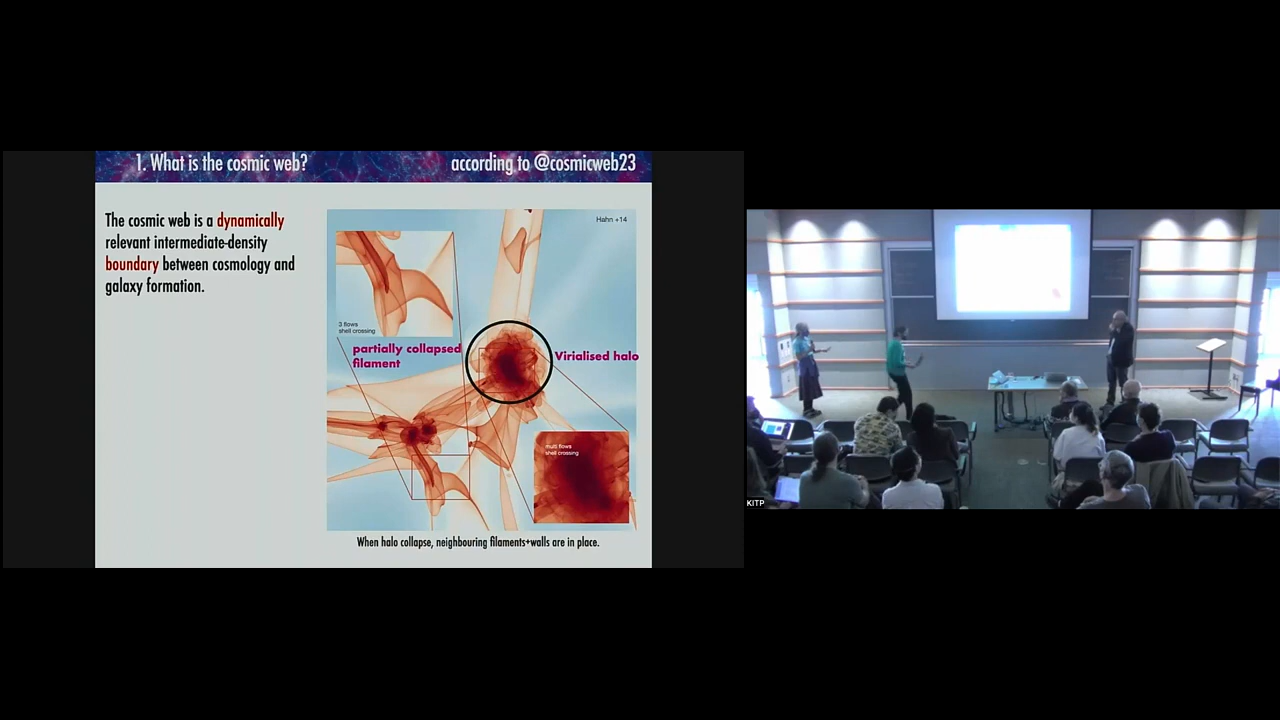 1. What is the cosmic web?
according to @cosmicweb23
The cosmic web is a dynamically
relevant intermediate-density
boundary between cosmology and
galaxy formation.
Hahn +14
3 flows
shell crossing
partially collapsed
filament
Virialised halo
multi flows
shell crossing
When halo collapse, neighbouring filaments+walls are in place.
KITP